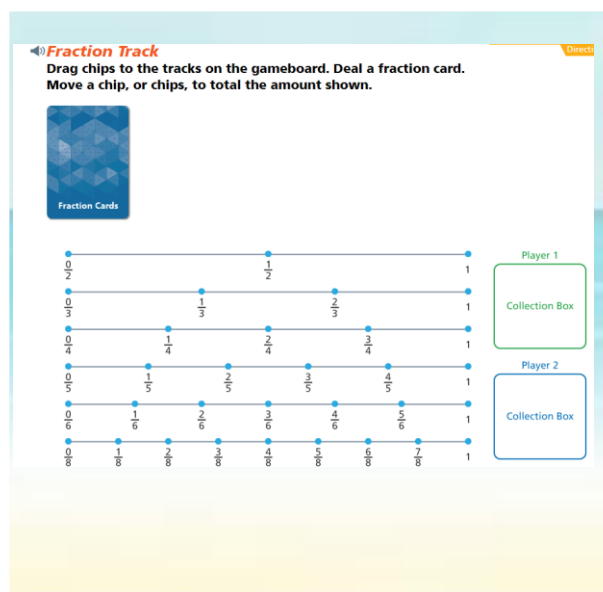 Fraction Track
Directi
Drag chips to the tracks on the gameboard. Deal a fraction card.
Move a chip, or chips, to total the amount shown.
Fraction Cards
0/2 1/2 1
0/3 1/3 2/3 1
0/4 1/4 2/4 3/4 1
0/5 1/5 2/5 3/5 4/5 1
0/6 1/6 2/6 3/6 4/6 5/6 1
0/8 1/8 2/8 3/8 4/8 5/8 6/8 7/8 1
Player 1
Collection Box
Player 2
Collection Box